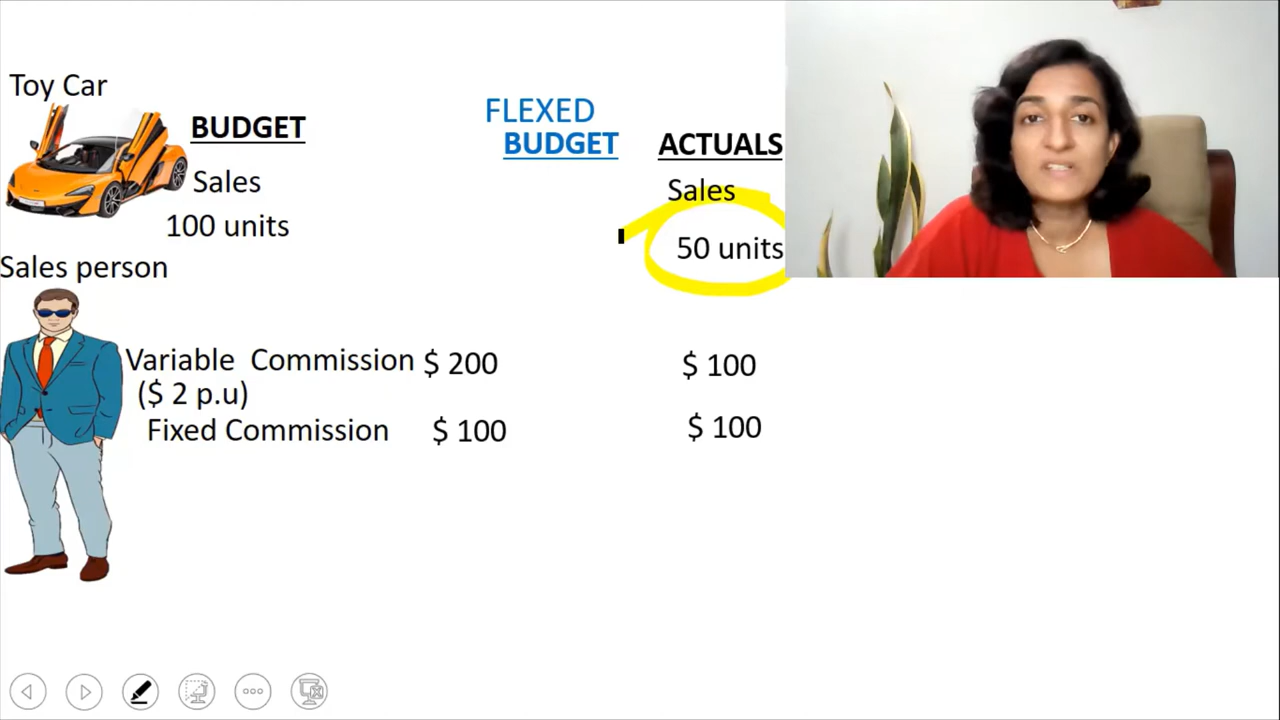 Toy Car
BUDGET
FLEXED
BUDGET
ACTUALS
Sales
100 units
Sales
50 units
Sales person
Variable Commission $ 200 $ 100
($ 2 p.u)
Fixed Commission $ 100 $ 100